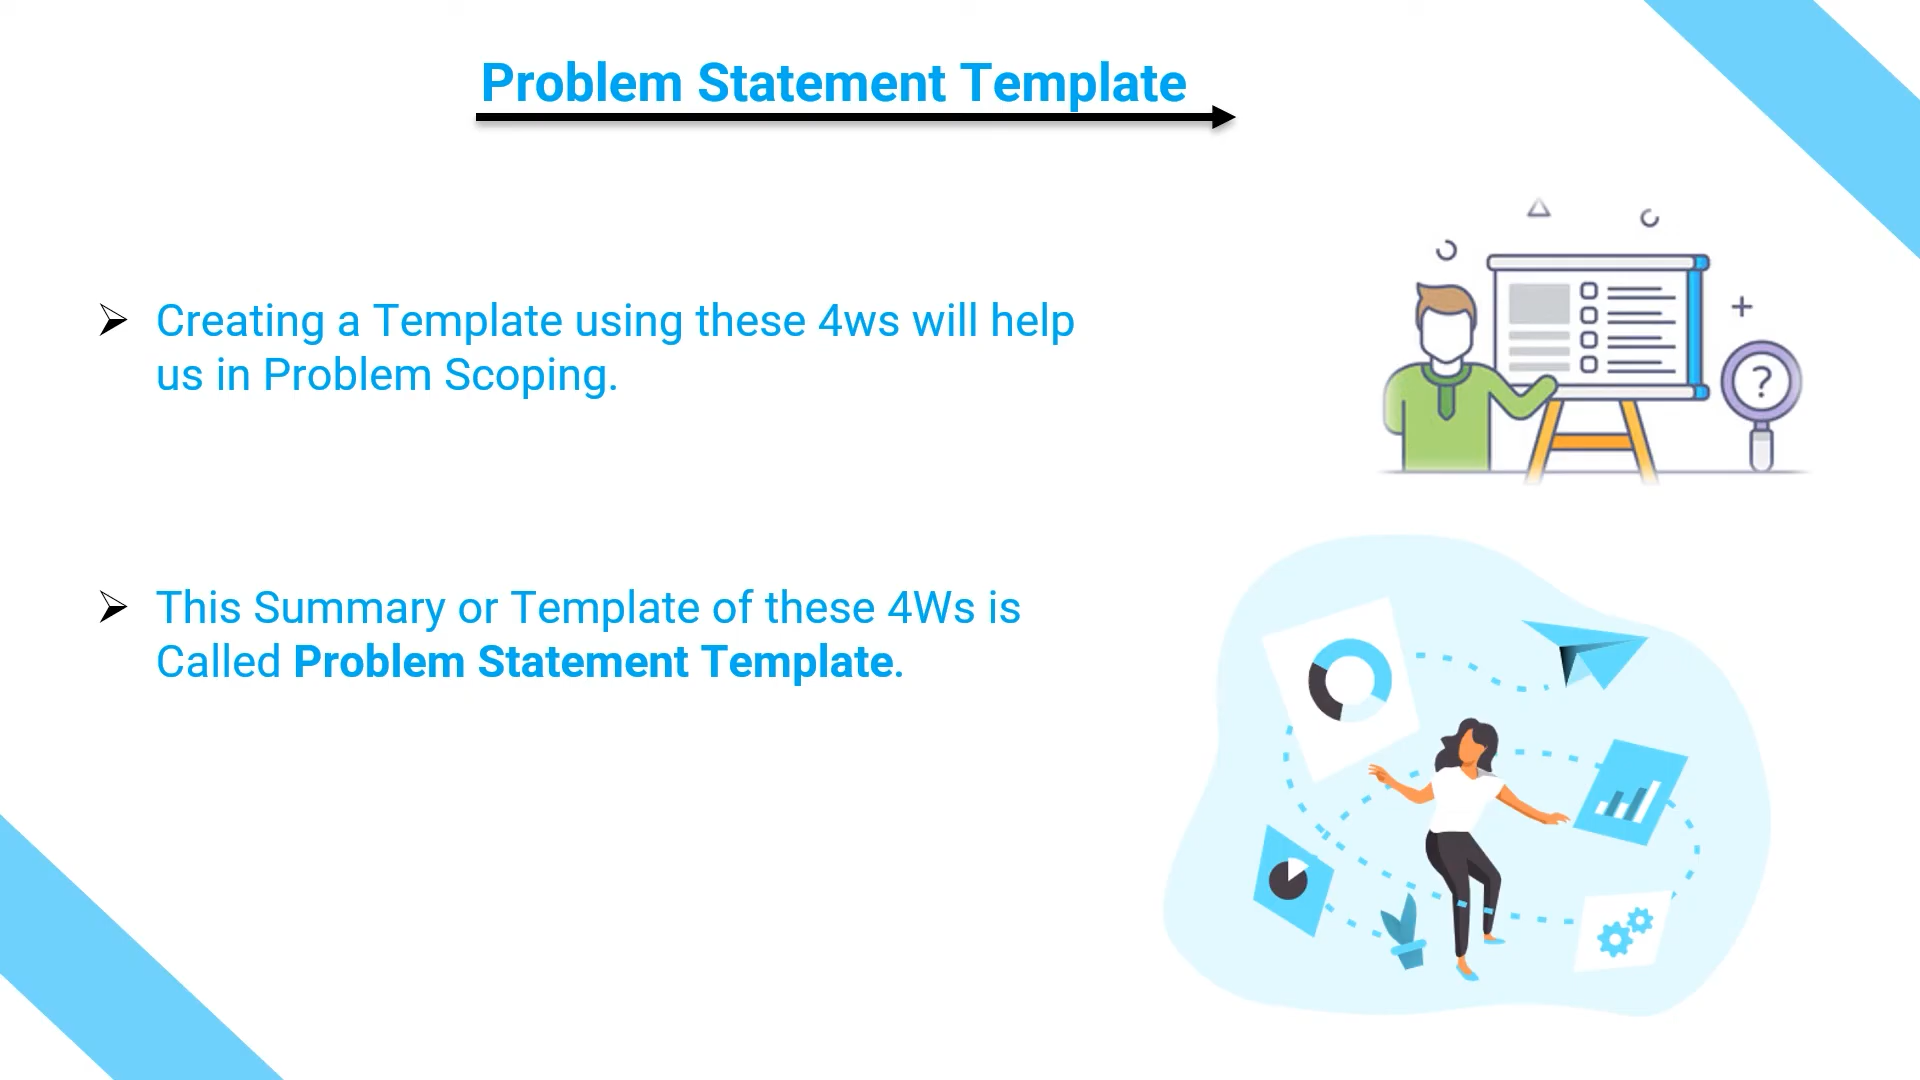 Problem Statement Template
Creating a Template using these 4ws will help
us in Problem Scoping.
?
This Summary or Template of these 4Ws is
Called Problem Statement Template.